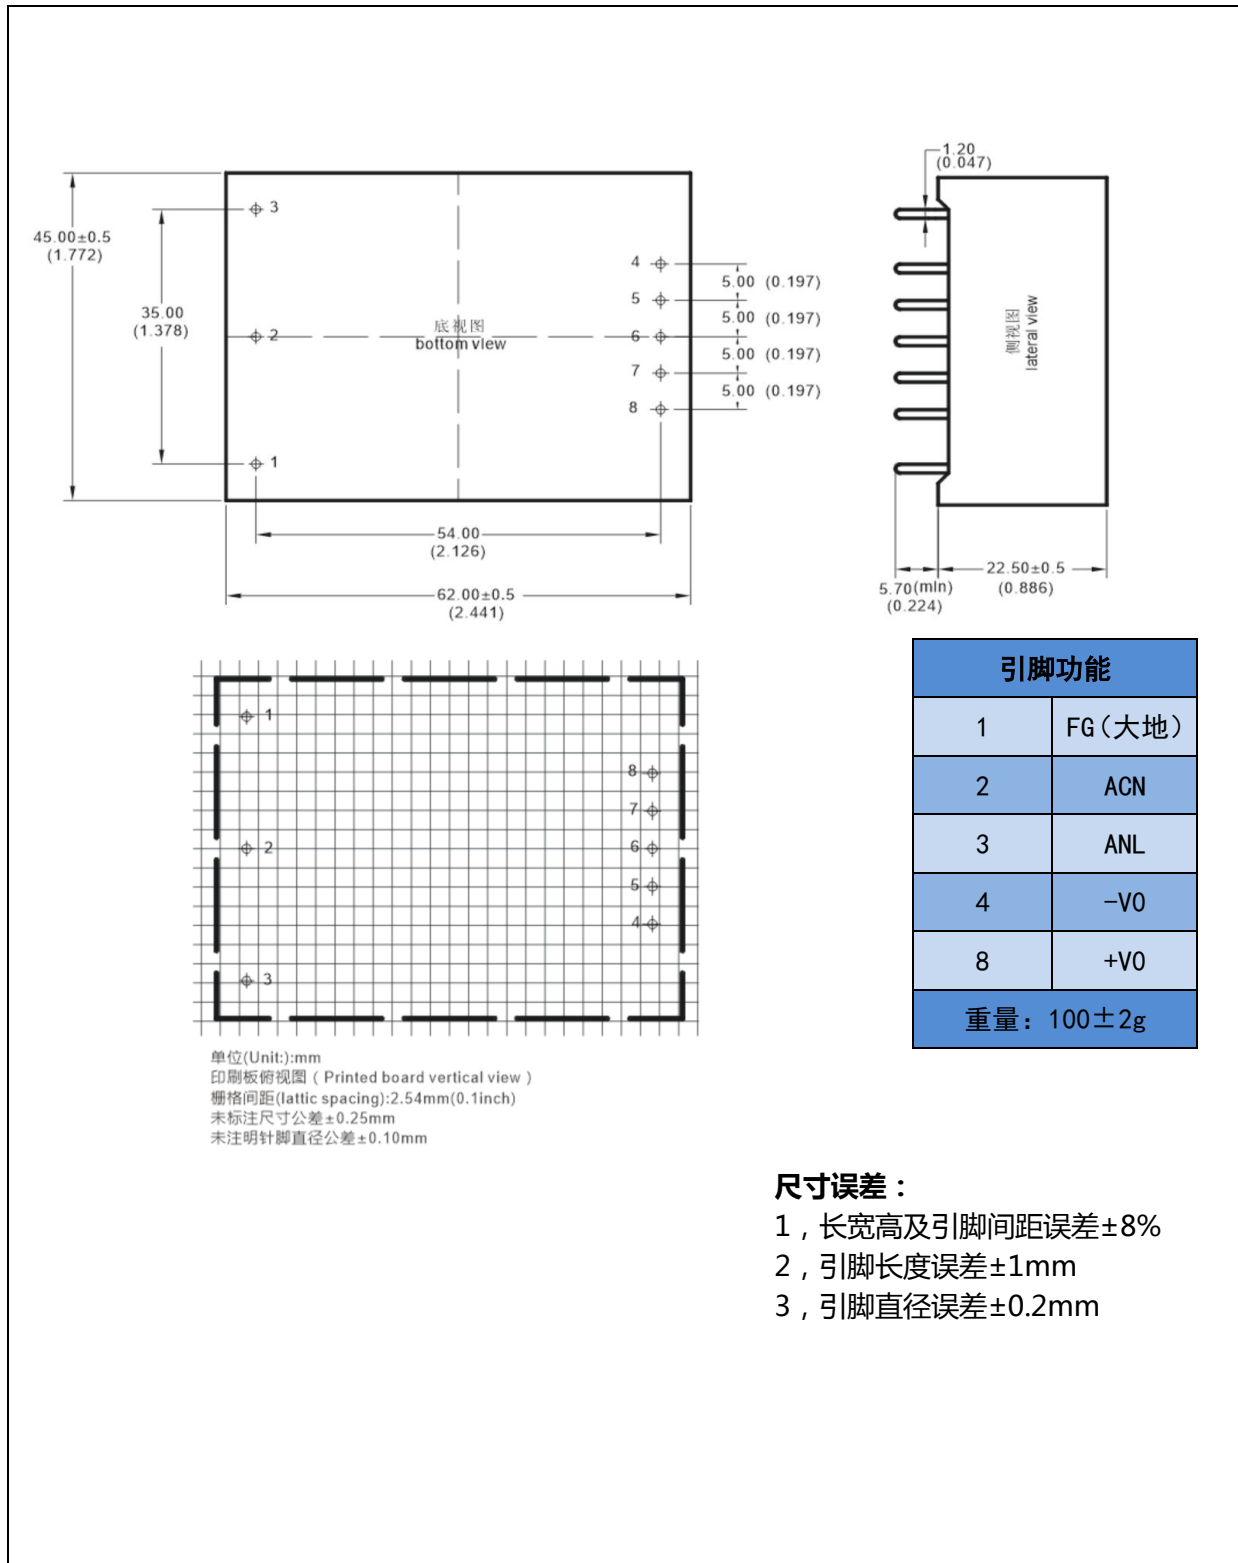 1.20
(0.047)
3
45.00±0.5
(1.772)
4
5.00 (0.197)
35.00
(1.378)
5
5.00 (0.197)
底视图
bottom view
2
6
5.00 (0.197)
7
5.00 (0.197)
8
1
侧视图
lateral view
54.00
(2.126)
62.00±0.5
(2.441)
22.50±0.5
(0.886)
5.70(min)
(0.224)
1
8
7
2
6
5
4
3
单位(Unit:):mm
印刷板俯视图 ( Printed board vertical view )
栅格间距(lattic spacing):2.54mm(0.1inch)
未标注尺寸公差±0.25mm
未注明针脚直径公差±0.10mm
引脚功能
1 FG(大地)
2 ACN
3 ANL
4 -VO
8 +VO
重量: 100±2g
尺寸误差：
1，长宽高及引脚间距误差±8%
2，引脚长度误差±1mm
3，引脚直径误差±0.2mm